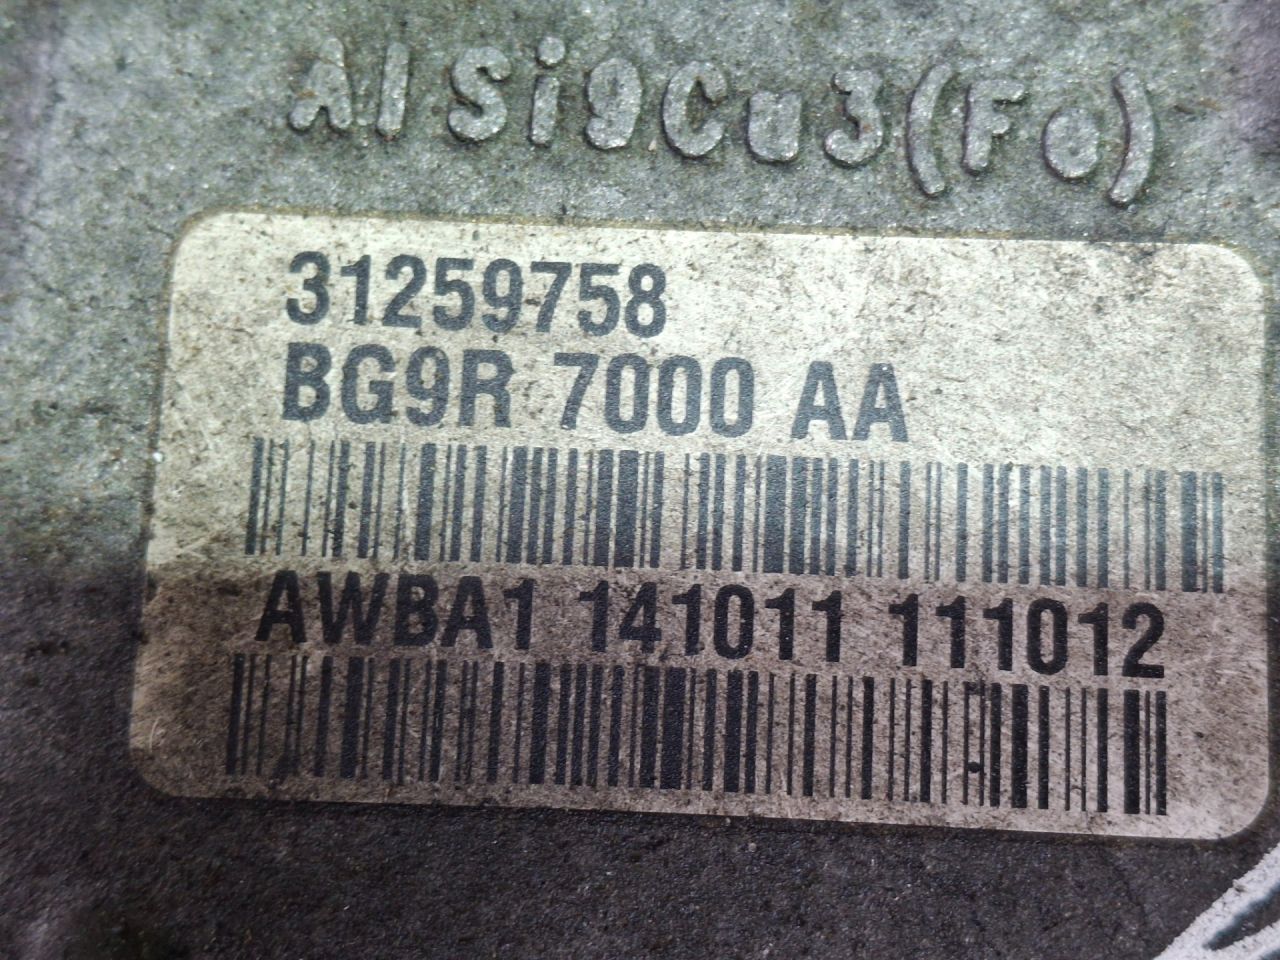 AlSi9Cu3(Fe)
31259758
BG9R 7000 AA
AWBA1 141011 111012